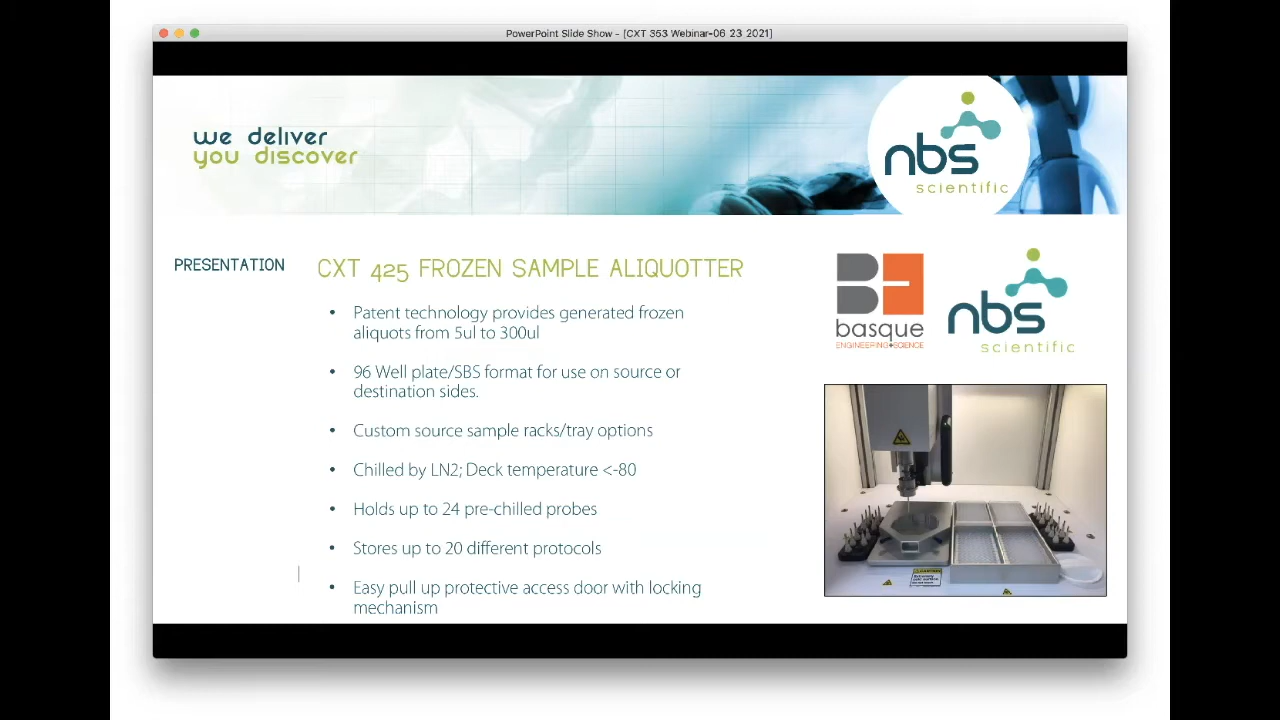 PowerPoint Slide Show - [CXT 353 Webinar-06 23 2021]
we deliver
you discover
nbs
scientific
PRESENTATION
CXT 425 FROZEN SAMPLE ALIQUOTTER
• Patent technology provides generated frozen
aliquots from 5ul to 300ul
• 96 Well plate/SBS format for use on source or
destination sides.
• Custom source sample racks/tray options
• Chilled by LN2; Deck temperature <-80
• Holds up to 24 pre-chilled probes
• Stores up to 20 different protocols
• Easy pull up protective access door with locking
mechanism
BE
basque
ENGINEERING+SCIENCE
nbs
scientific